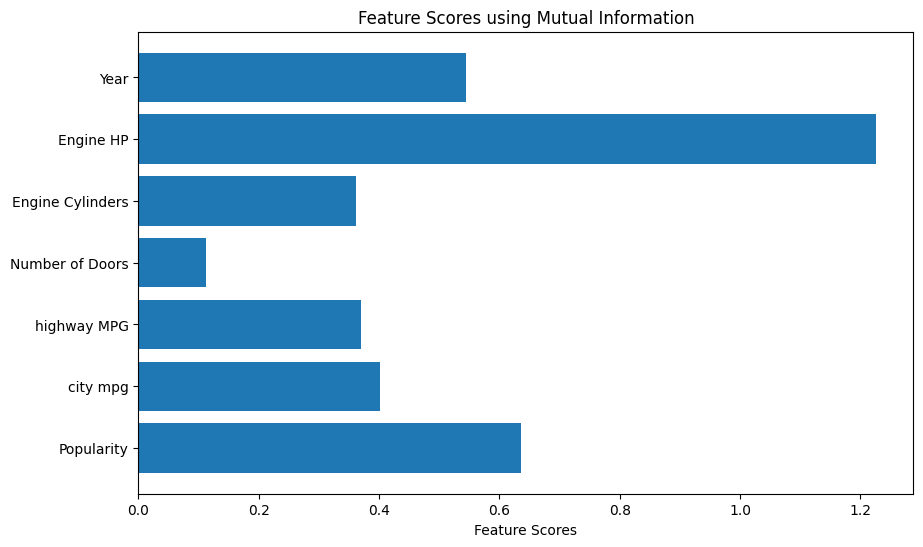 Feature Scores using Mutual Information
Year
Engine HP
Engine Cylinders
Number of Doors
highway MPG
city mpg
Popularity
0.0 0.2 0.4 0.6 0.8 1.0 1.2
Feature Scores